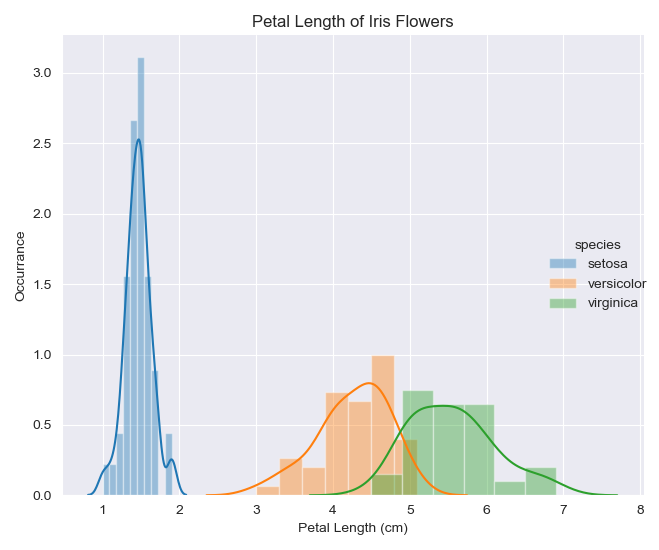 Petal Length of Iris Flowers
3.0
2.5
2.0
1.5
1.0
0.5
0.0
Occurrance
species
setosa
versicolor
virginica
1 2 3 4 5 6 7 8
Petal Length (cm)